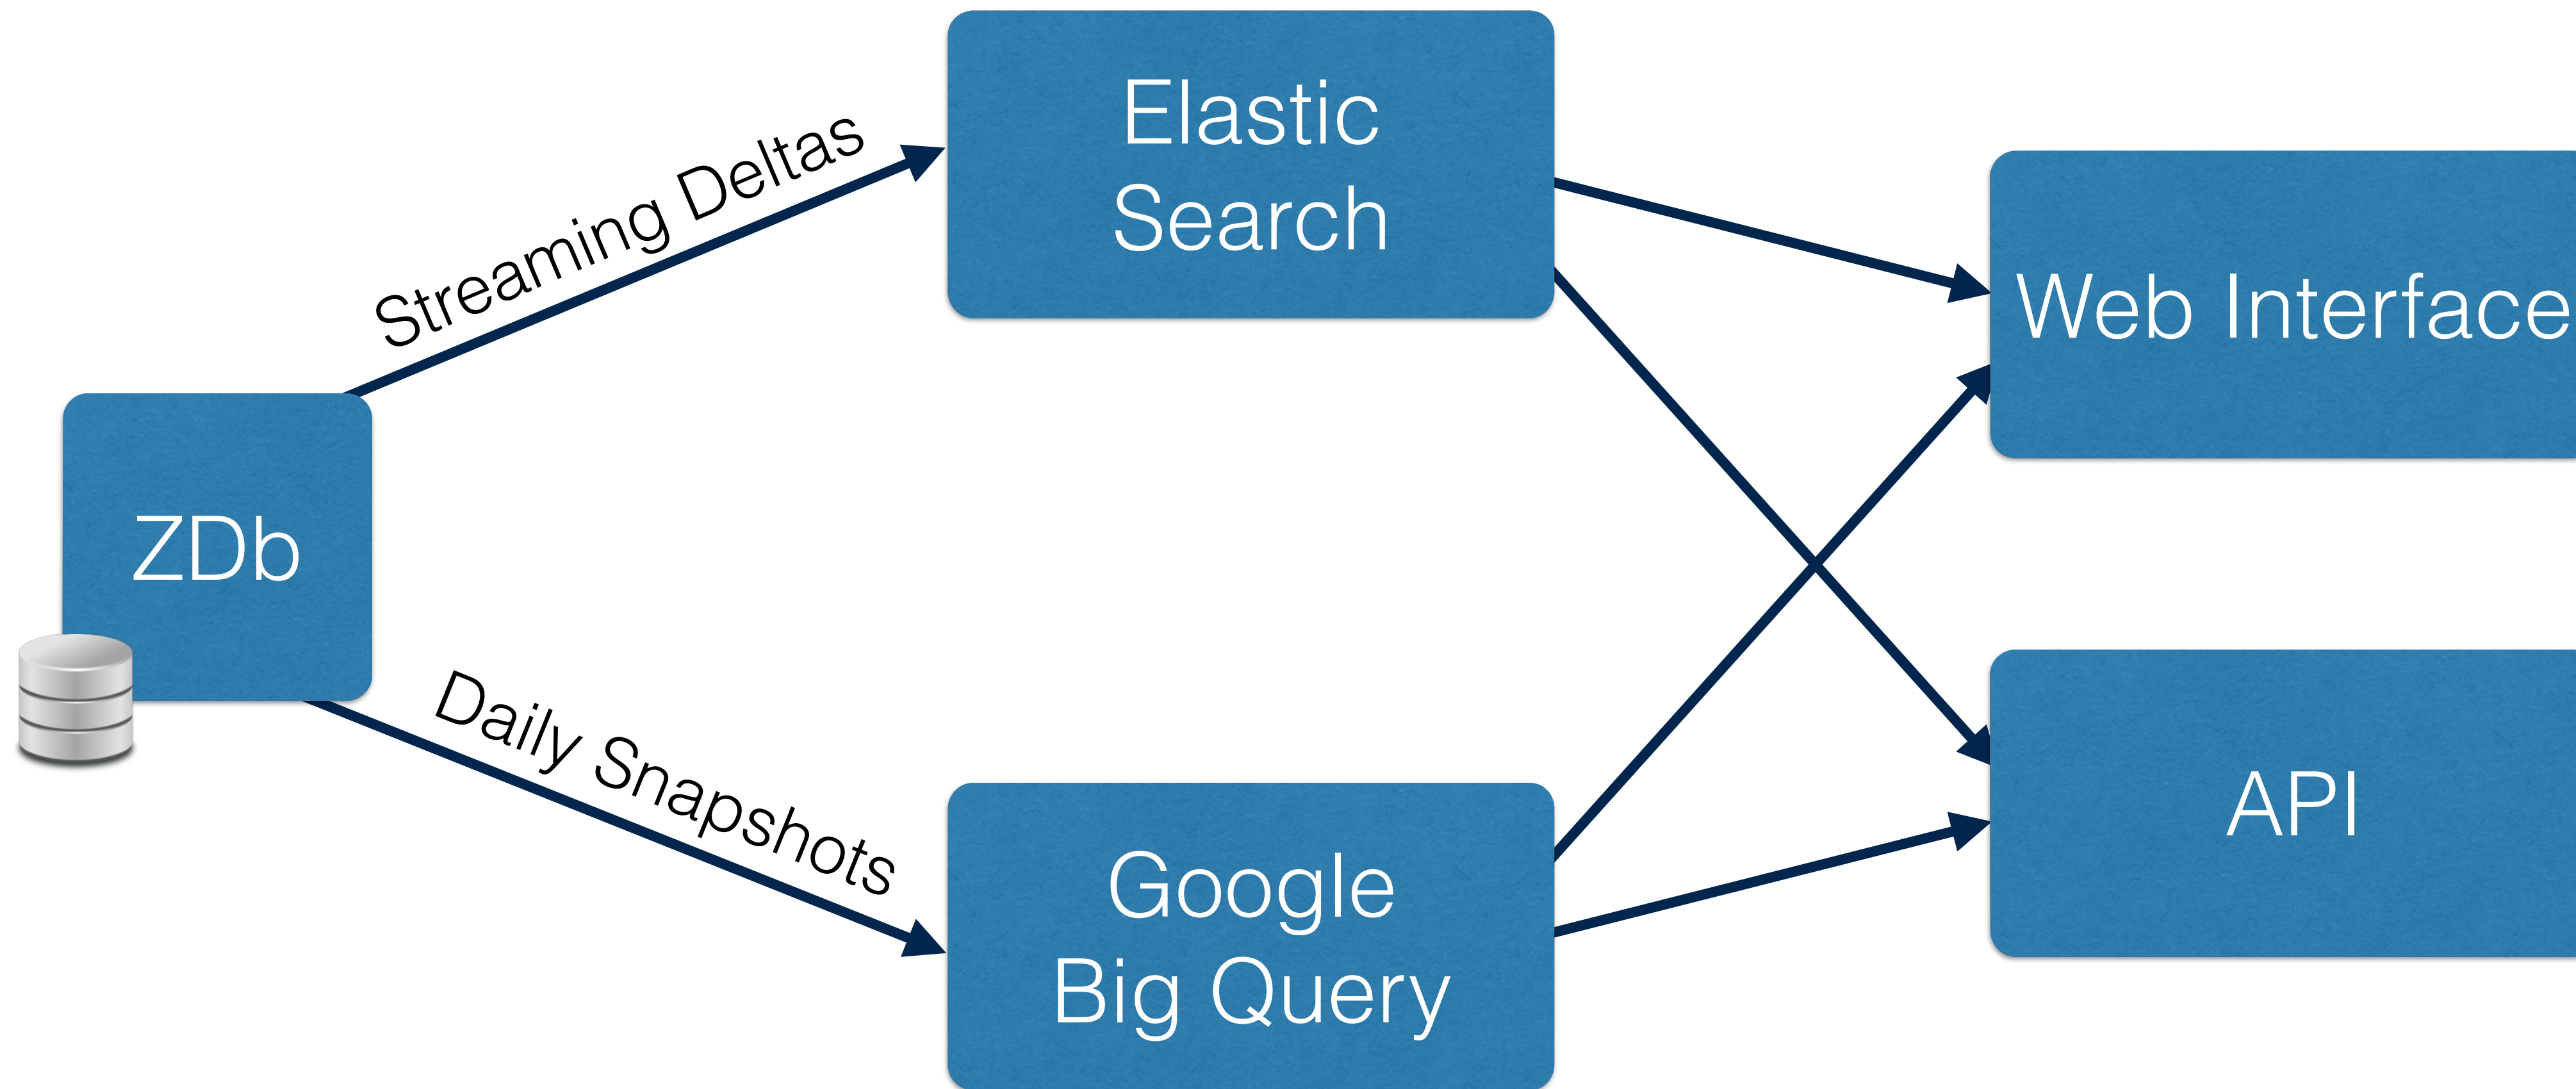 Streaming Deltas
Elastic
Search
Web Interface
ZDb
Daily Snapshots
Google
Big Query
API